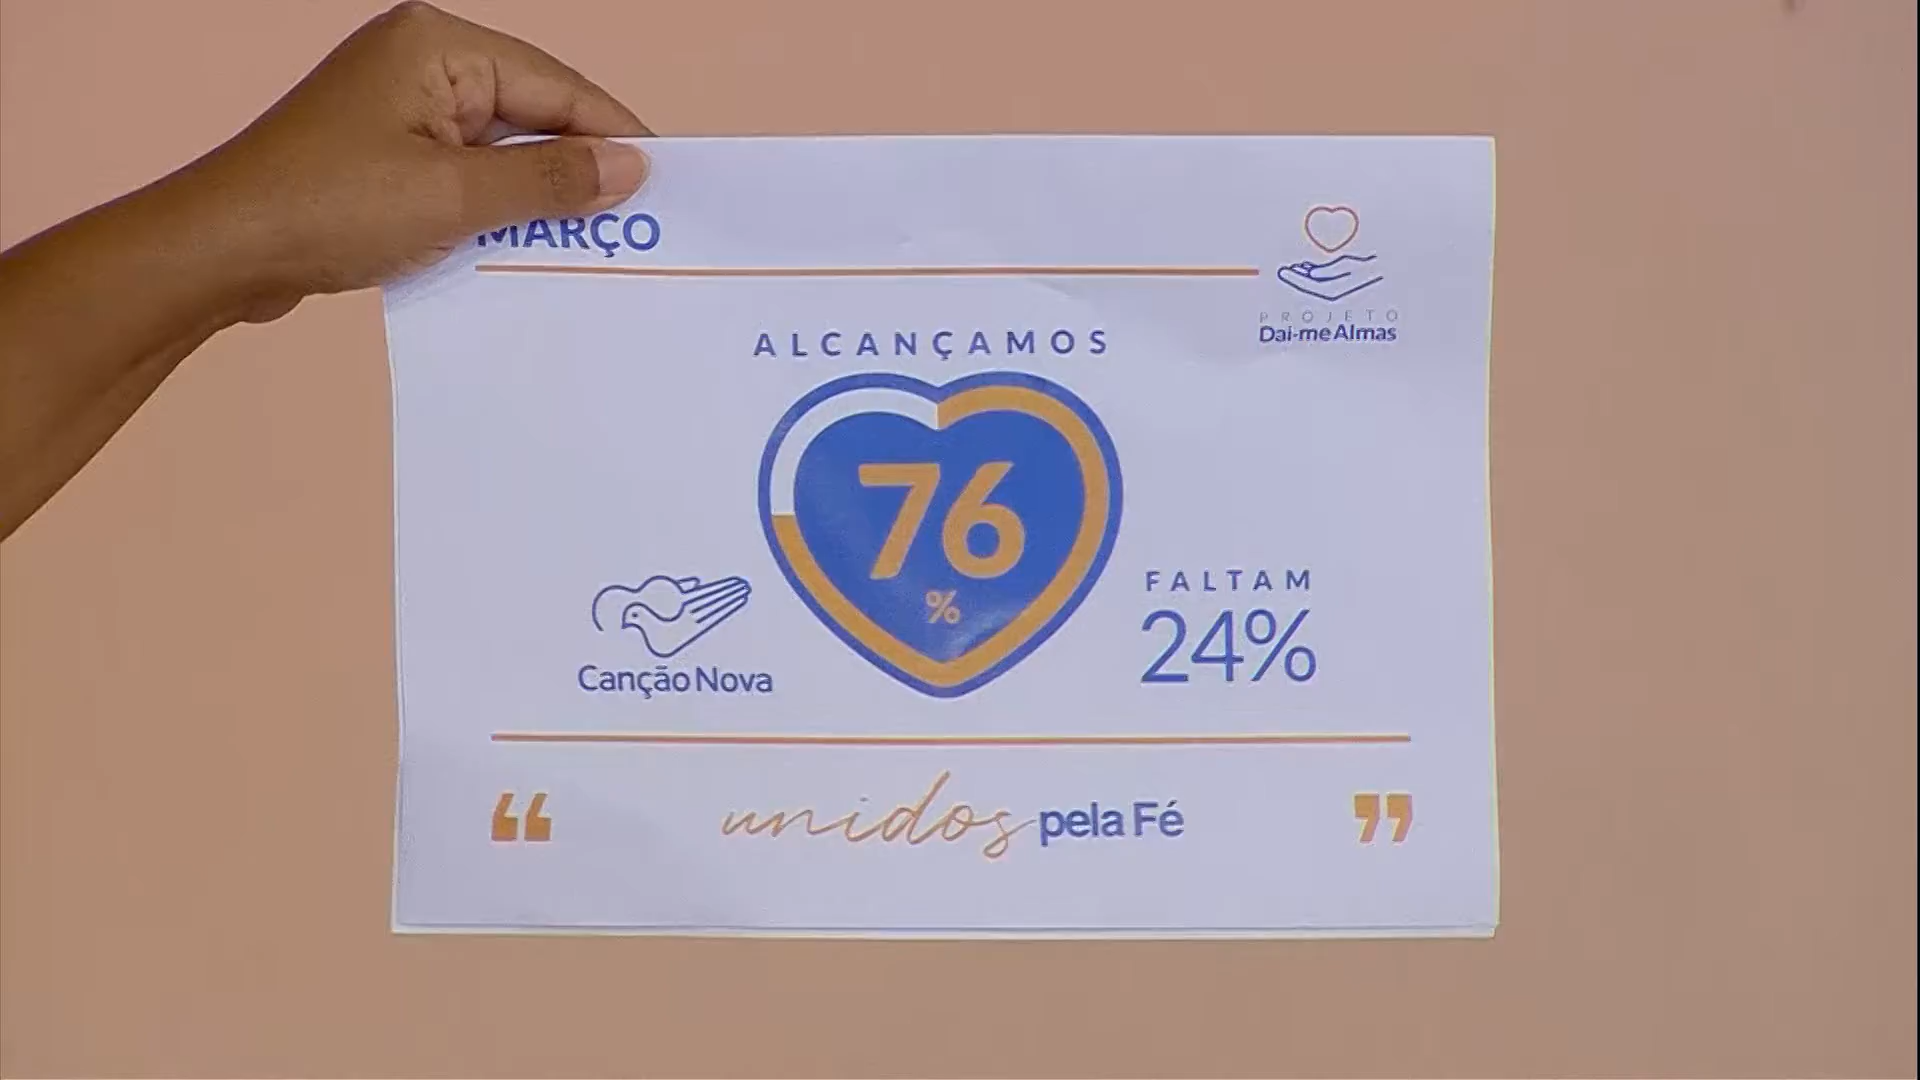 MARÇO
PROJETO
Dai-me Almas
ALCANÇAMOS
76
%
FALTAM
24%
Canção Nova
“ unidos pela Fé ”